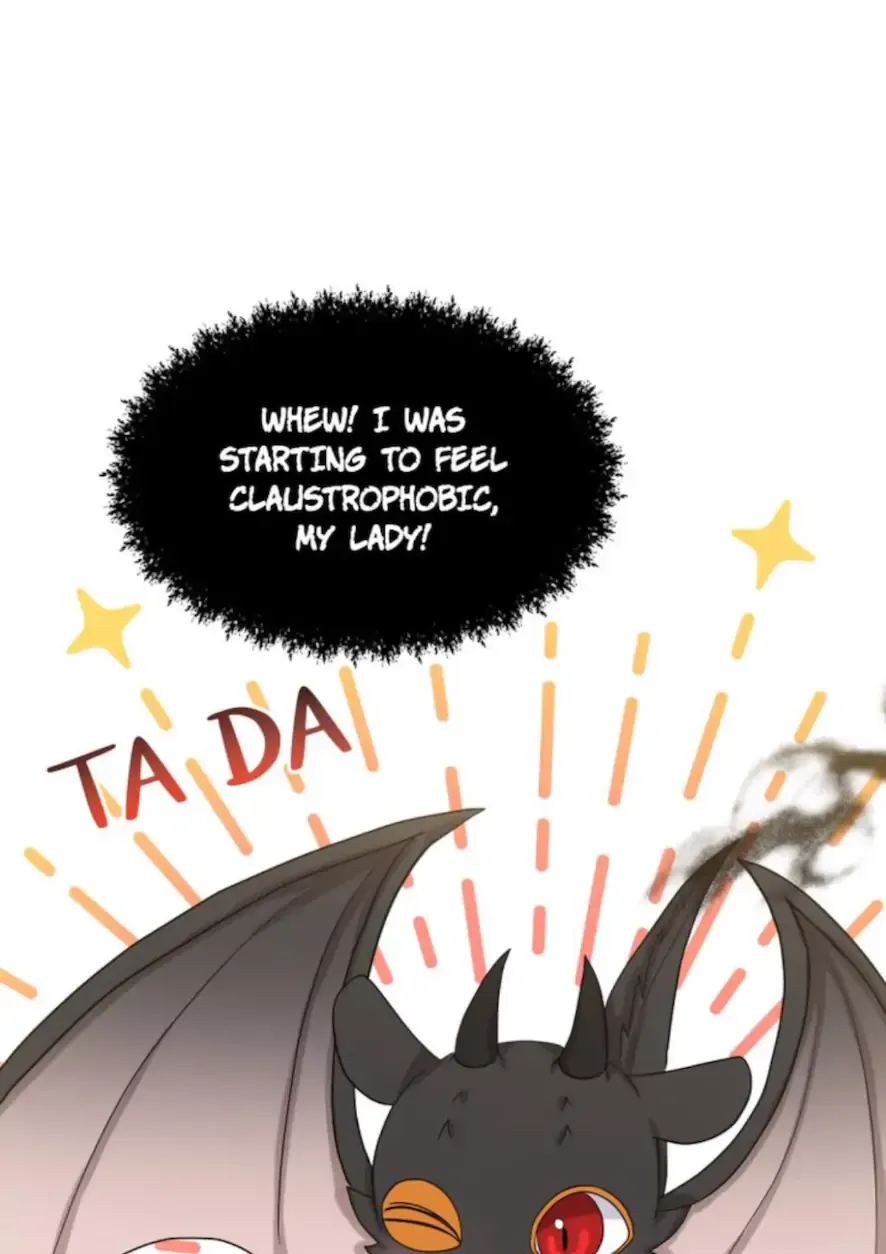 WHEW! I WAS
STARTING TO FEEL
CLAUSTROPHOBIC,
MY LADY!
TA DA